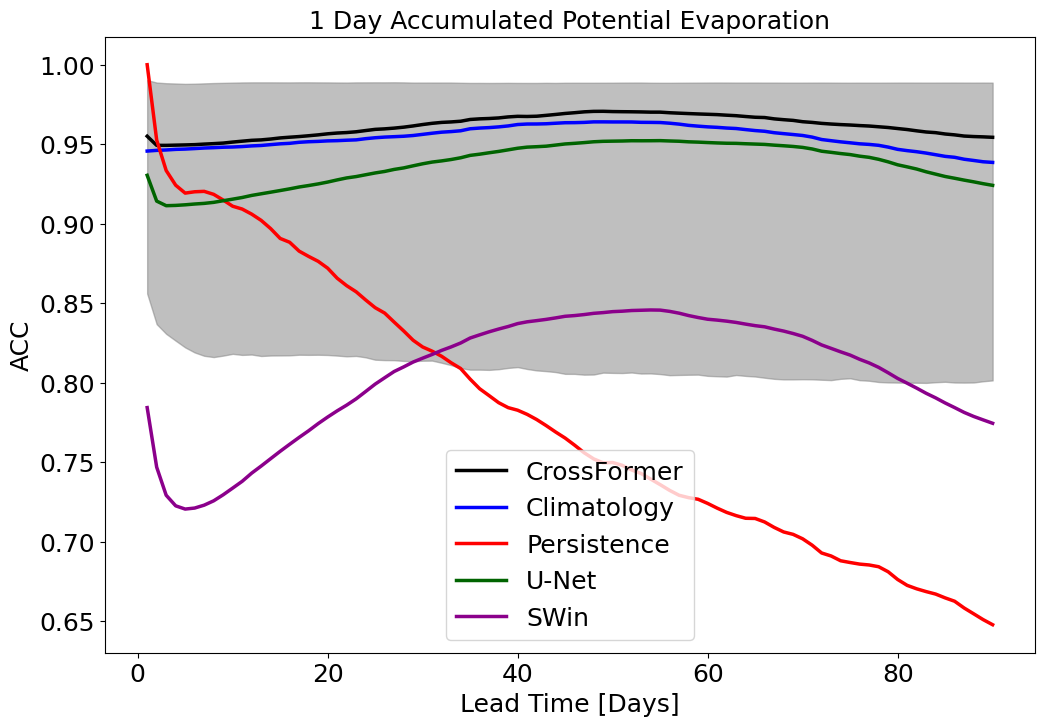 1 Day Accumulated Potential Evaporation
1.00
0.95
0.90
0.85
0.80
0.75
0.70
0.65
ACC
CrossFormer
Climatology
Persistence
U-Net
SWin
0 20 40 60 80
Lead Time [Days]